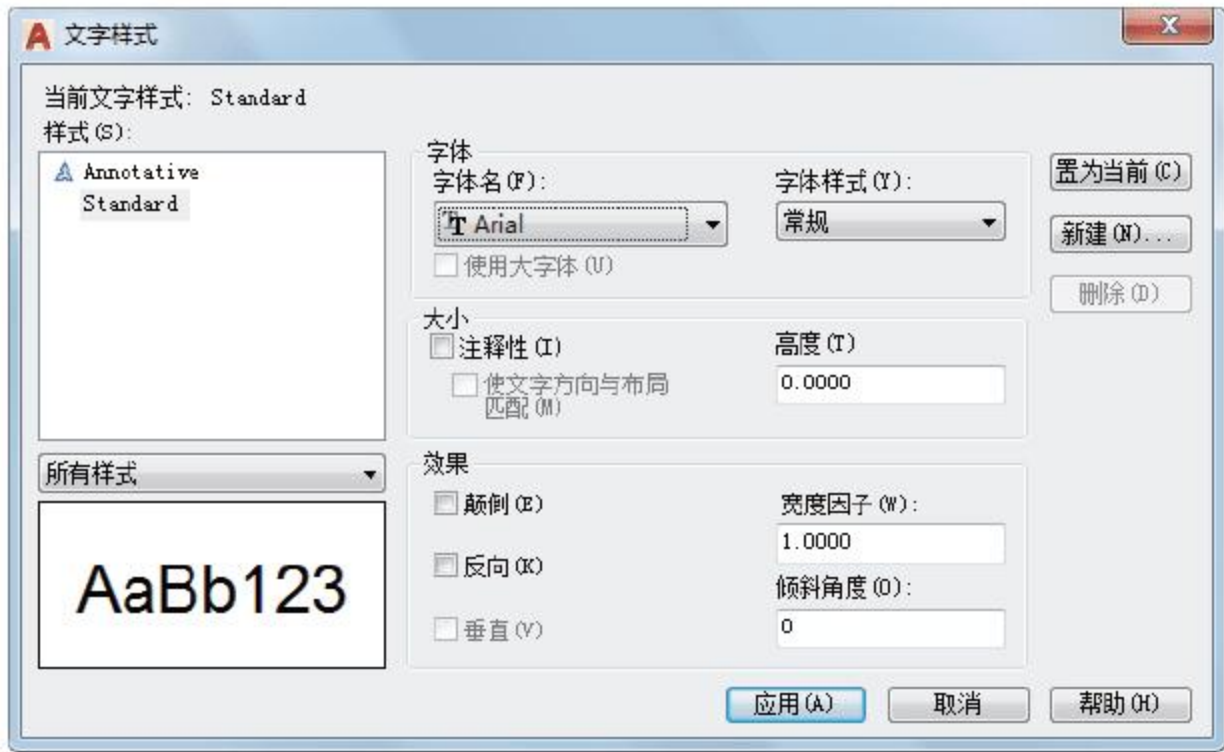 文字样式
当前文字样式: Standard
样式(S):
Annotative
Standard
所有样式
AaBb123
字体
字体名(F):
Arial
使用大字体(U)
字体样式(Y):
常规
大小
注释性(I)
使文字方向与布局
匹配(M)
高度(T)
0.0000
效果
颠倒(E)
反向(K)
垂直(V)
宽度因子(W):
1.0000
倾斜角度(O):
0
置为当前(C)
新建(N)...
删除(D)
应用(A)
取消
帮助(H)